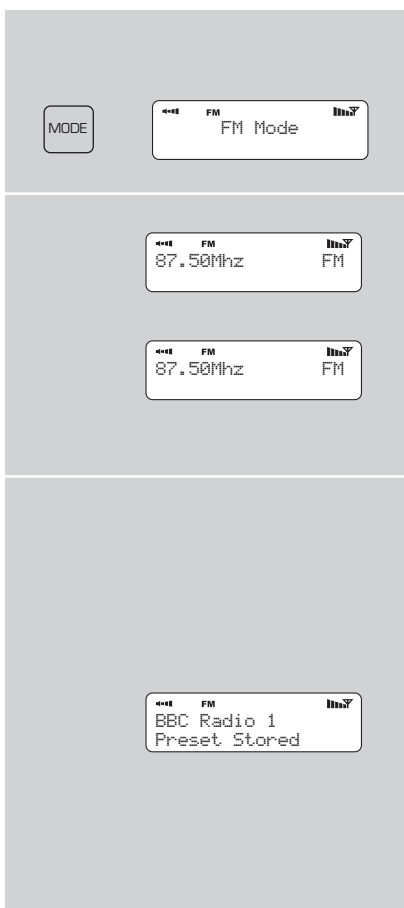 FM
MODE
FM Mode
FM
87.50Mhz FM
FM
87.50Mhz FM
FM
BBC Radio 1
Preset Stored